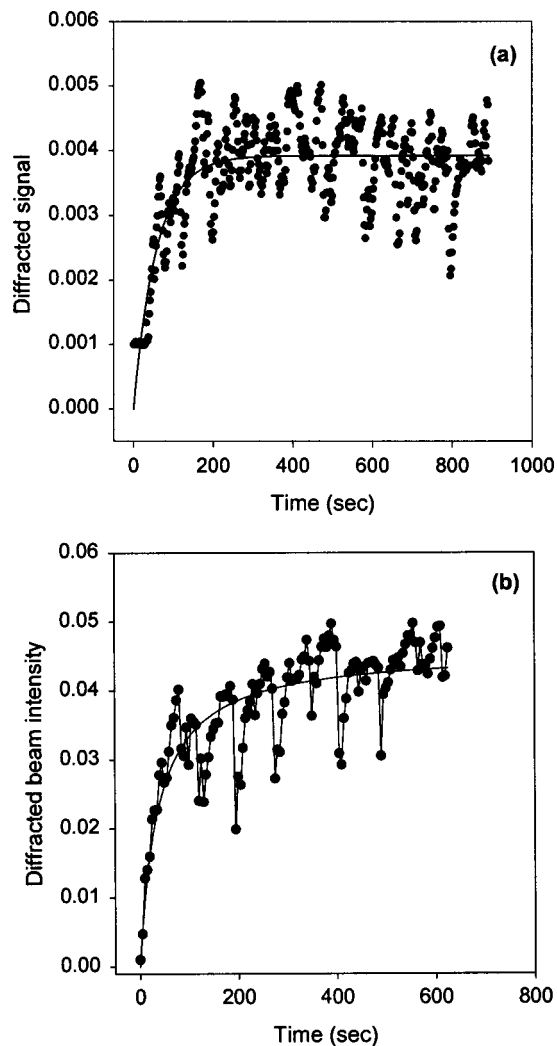 0.006
(a)
0.005
0.004
0.003
0.002
0.001
0.000
Diffracted signal
0 200 400 600 800 1000
Time (sec)
0.06
(b)
0.05
0.04
0.03
0.02
0.01
0.00
Diffracted beam intensity
0 200 400 600 800
Time (sec)